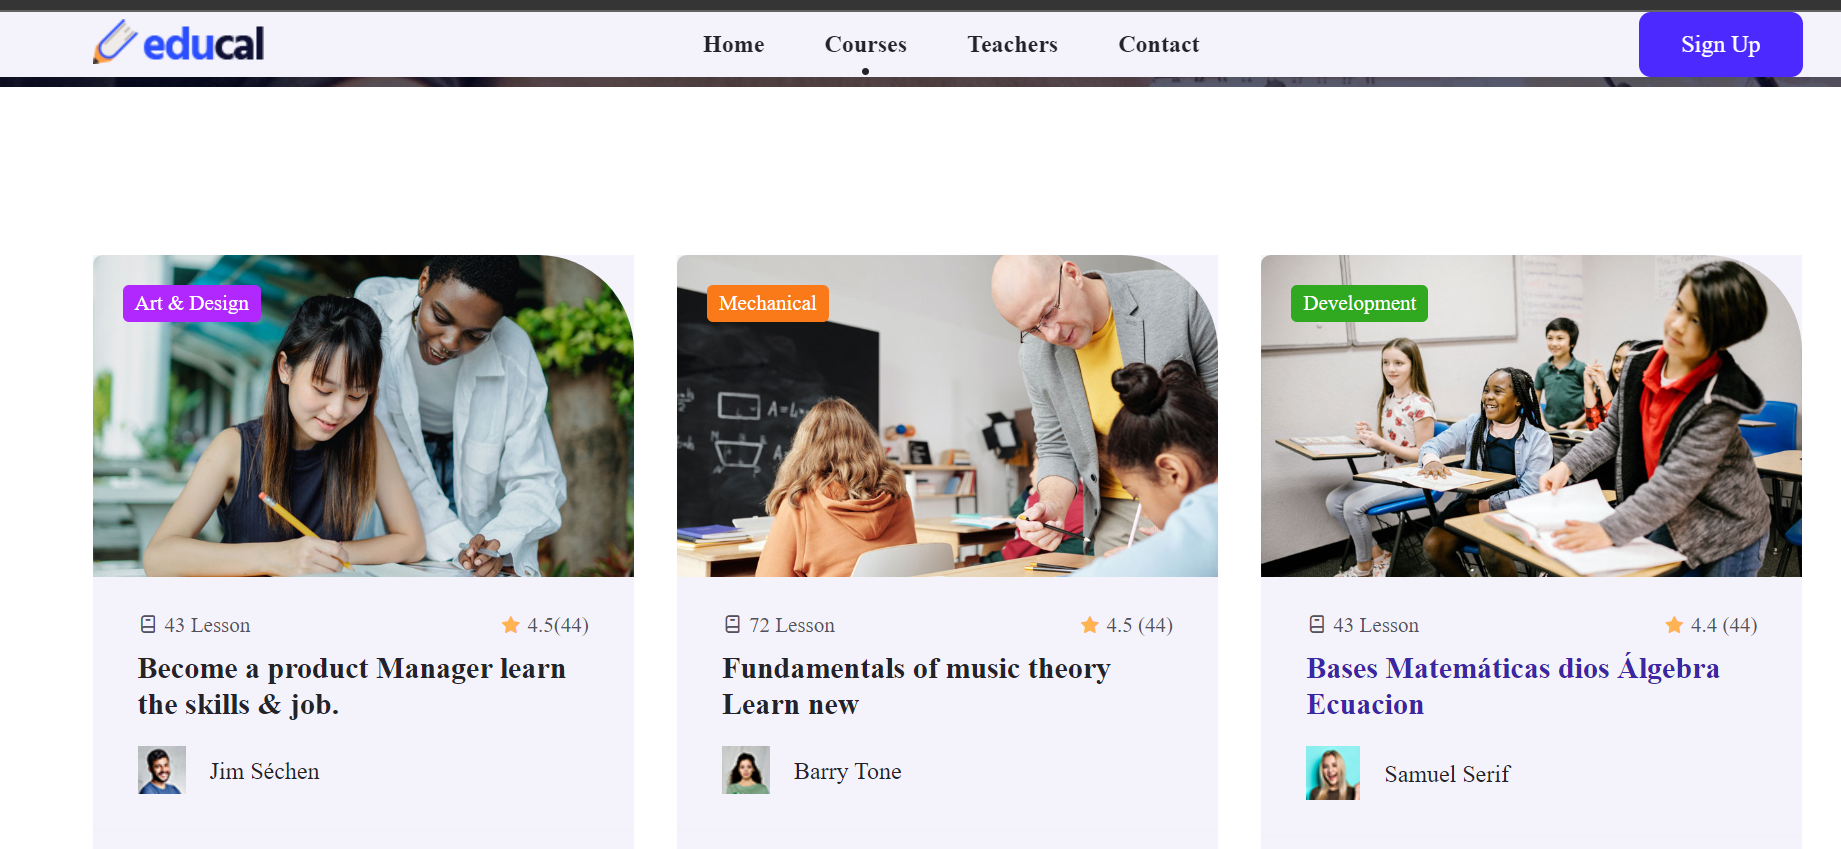 educal
Home
Courses
Teachers
Contact
Sign Up
Art & Design
Mechanical
Development
43 Lesson
4.5(44)
Become a product Manager learn
the skills & job.
Jim Séchen
72 Lesson
4.5 (44)
Fundamentals of music theory
Learn new
Barry Tone
43 Lesson
4.4 (44)
Bases Matemáticas dios Álgebra
Ecuacion
Samuel Serif